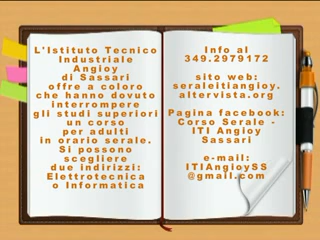 L'Istituto Tecnico
Industriale
Angioy
di Sassari
offre a coloro
che hanno dovuto
interrompere
gli studi superiori
un corso
per adulti
in orario serale.
Si possono
scegliere
due indirizzi:
Elettrotecnica
o Informatica
Info al
349.2979172
sito web:
seraleitiangioy.
altervista.org
Pagina facebook:
Corso Serale -
ITI Angioy
Sassari
e-mail:
ITIAngioySS
@gmail.com